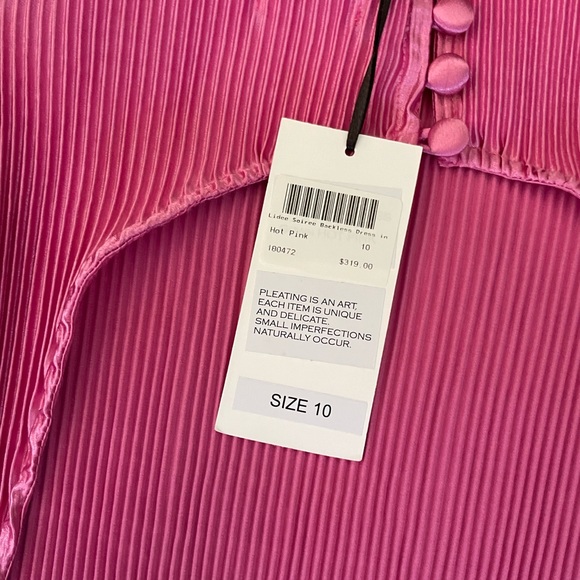 Lidee Soiree Backless Dress in
Hot Pink 10
180472
$319.00
PLEATING IS AN ART,
EACH ITEM IS UNIQUE
AND DELICATE.
SMALL IMPERFECTIONS
NATURALLY OCCUR.
SIZE 10